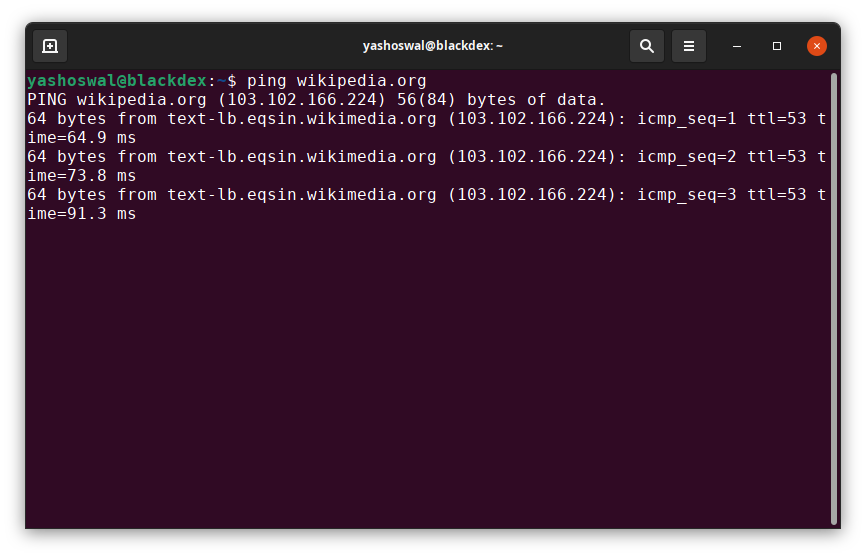 yashoswal@blackdex: ~
yashoswal@blackdex:~$ ping wikipedia.org
PING wikipedia.org (103.102.166.224) 56(84) bytes of data.
64 bytes from text-lb.eqsin.wikimedia.org (103.102.166.224): icmp_seq=1 ttl=53 t
ime=64.9 ms
64 bytes from text-lb.eqsin.wikimedia.org (103.102.166.224): icmp_seq=2 ttl=53 t
ime=73.8 ms
64 bytes from text-lb.eqsin.wikimedia.org (103.102.166.224): icmp_seq=3 ttl=53 t
ime=91.3 ms